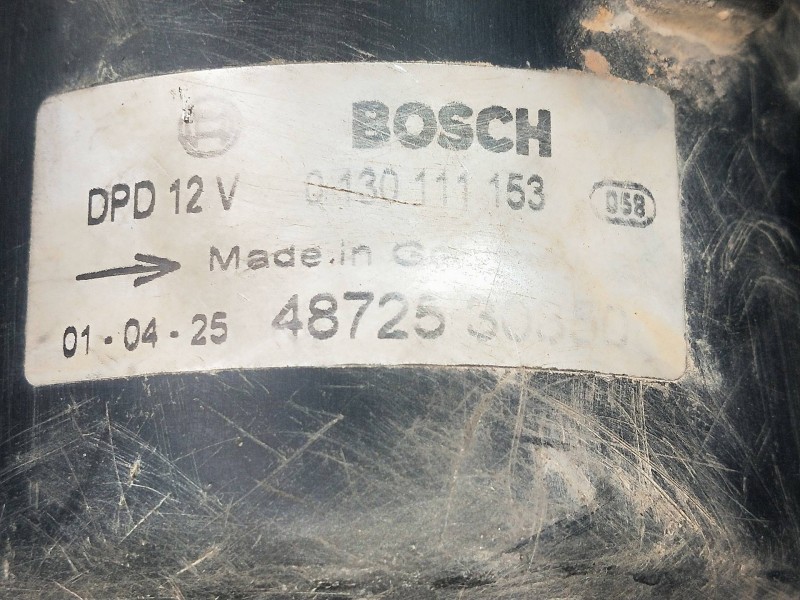 BOSCH
DPD 12 V 0 130 111 153 058
Made in
01-04-25 48725